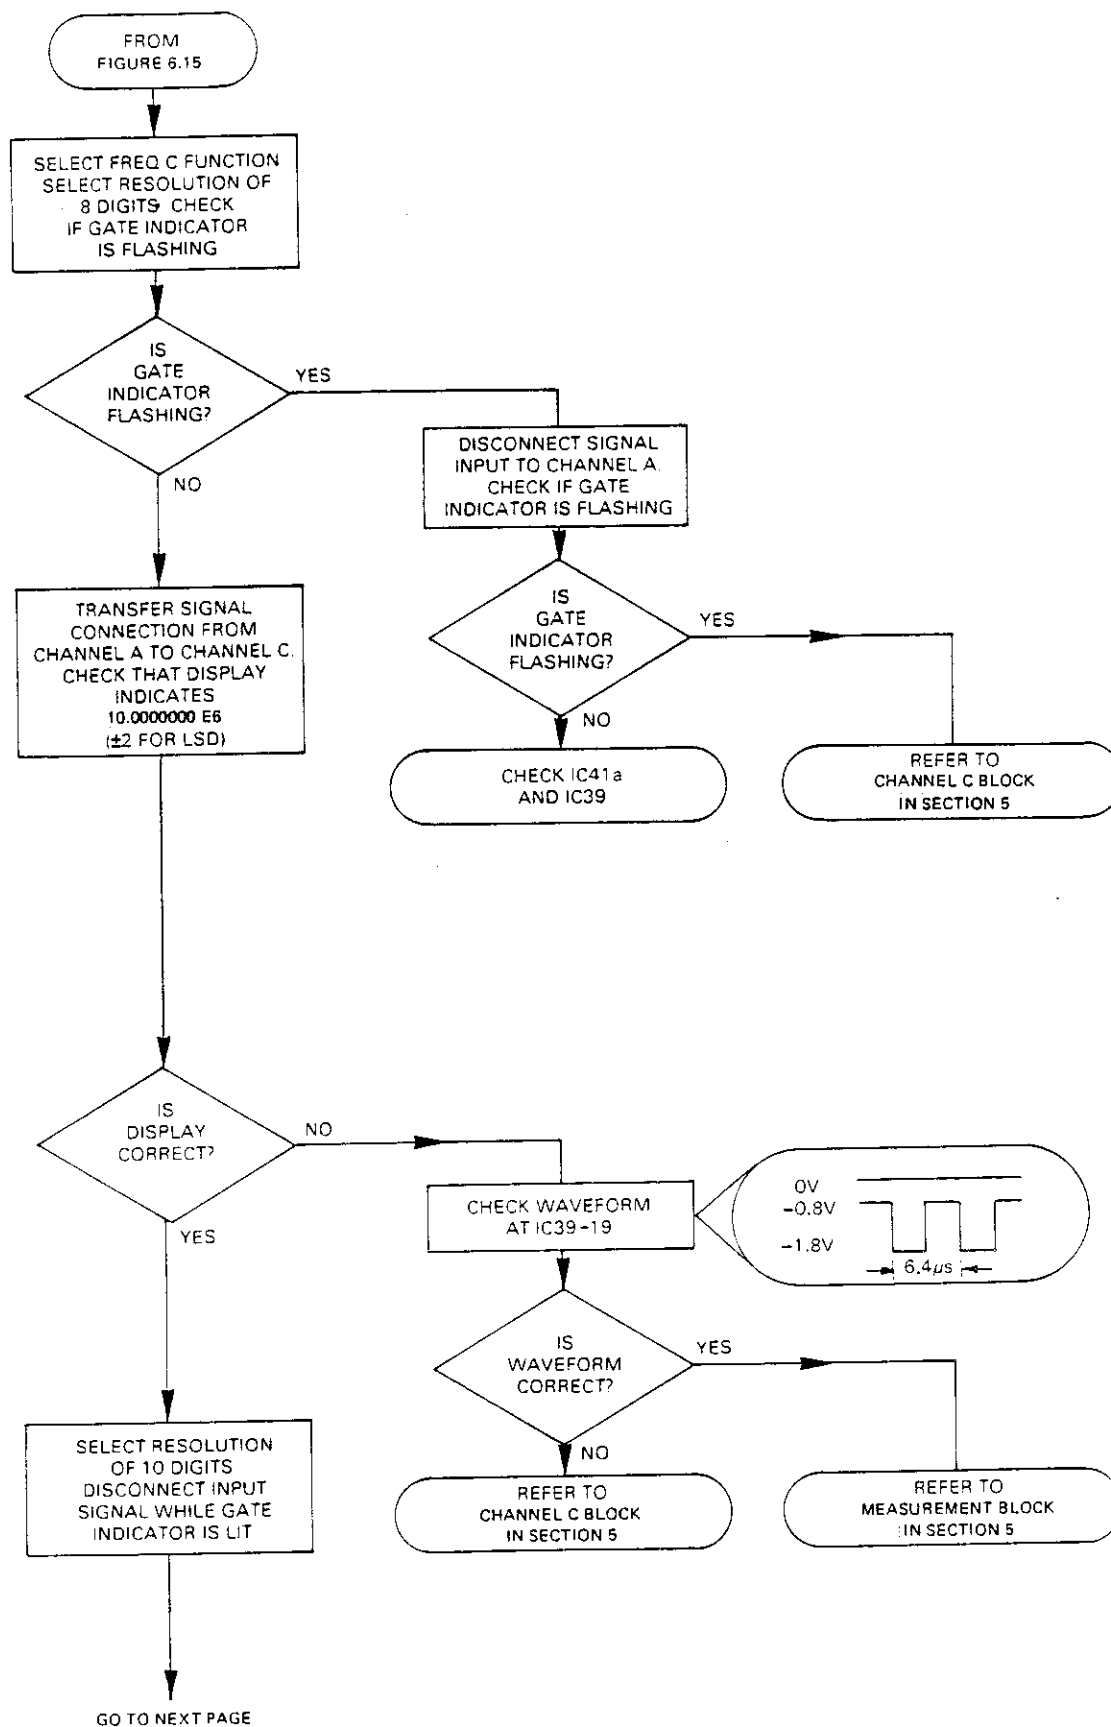 FROM
FIGURE 6.15
SELECT FREQ C FUNCTION
SELECT RESOLUTION OF
8 DIGITS. CHECK
IF GATE INDICATOR
IS FLASHING
IS
GATE
INDICATOR
FLASHING?
YES
NO
DISCONNECT SIGNAL
INPUT TO CHANNEL A.
CHECK IF GATE
INDICATOR IS FLASHING
IS
GATE
INDICATOR
FLASHING?
YES
NO
TRANSFER SIGNAL
CONNECTION FROM
CHANNEL A TO CHANNEL C.
CHECK THAT DISPLAY
INDICATES
10.0000000 E6
(±2 FOR LSD)
CHECK IC41a
AND IC39
REFER TO
CHANNEL C BLOCK
IN SECTION 5
IS
DISPLAY
CORRECT?
NO
YES
CHECK WAVEFORM
AT IC39-19
0V
-0.8V
-1.8V
6.4µs
IS
WAVEFORM
CORRECT?
YES
NO
SELECT RESOLUTION
OF 10 DIGITS
DISCONNECT INPUT
SIGNAL WHILE GATE
INDICATOR IS LIT
REFER TO
CHANNEL C BLOCK
IN SECTION 5
REFER TO
MEASUREMENT BLOCK
IN SECTION 5
GO TO NEXT PAGE